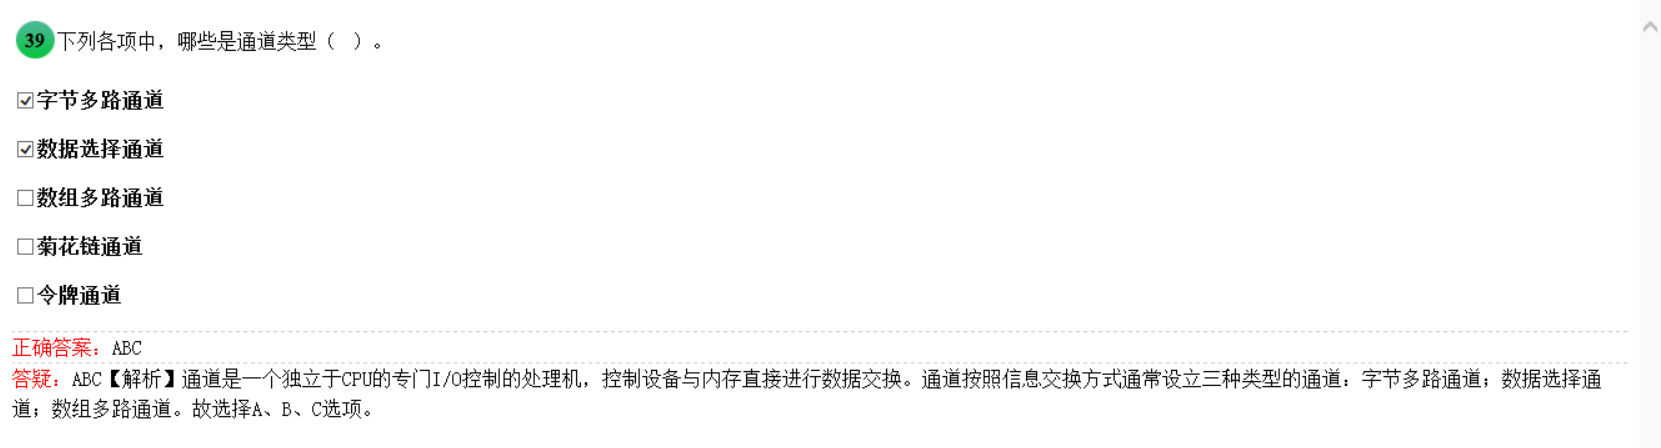 39 下列各项中，哪些是通道类型（  ）。
字节多路通道
数据选择通道
数组多路通道
菊花链通道
令牌通道
正确答案：ABC
答疑：ABC【解析】通道是一个独立于CPU的专门I/O控制的处理机，控制设备与内存直接进行数据交换。通道按照信息交换方式通常设立三种类型的通道：字节多路通道；数据选择通
道；数组多路通道。故选择A、B、C选项。